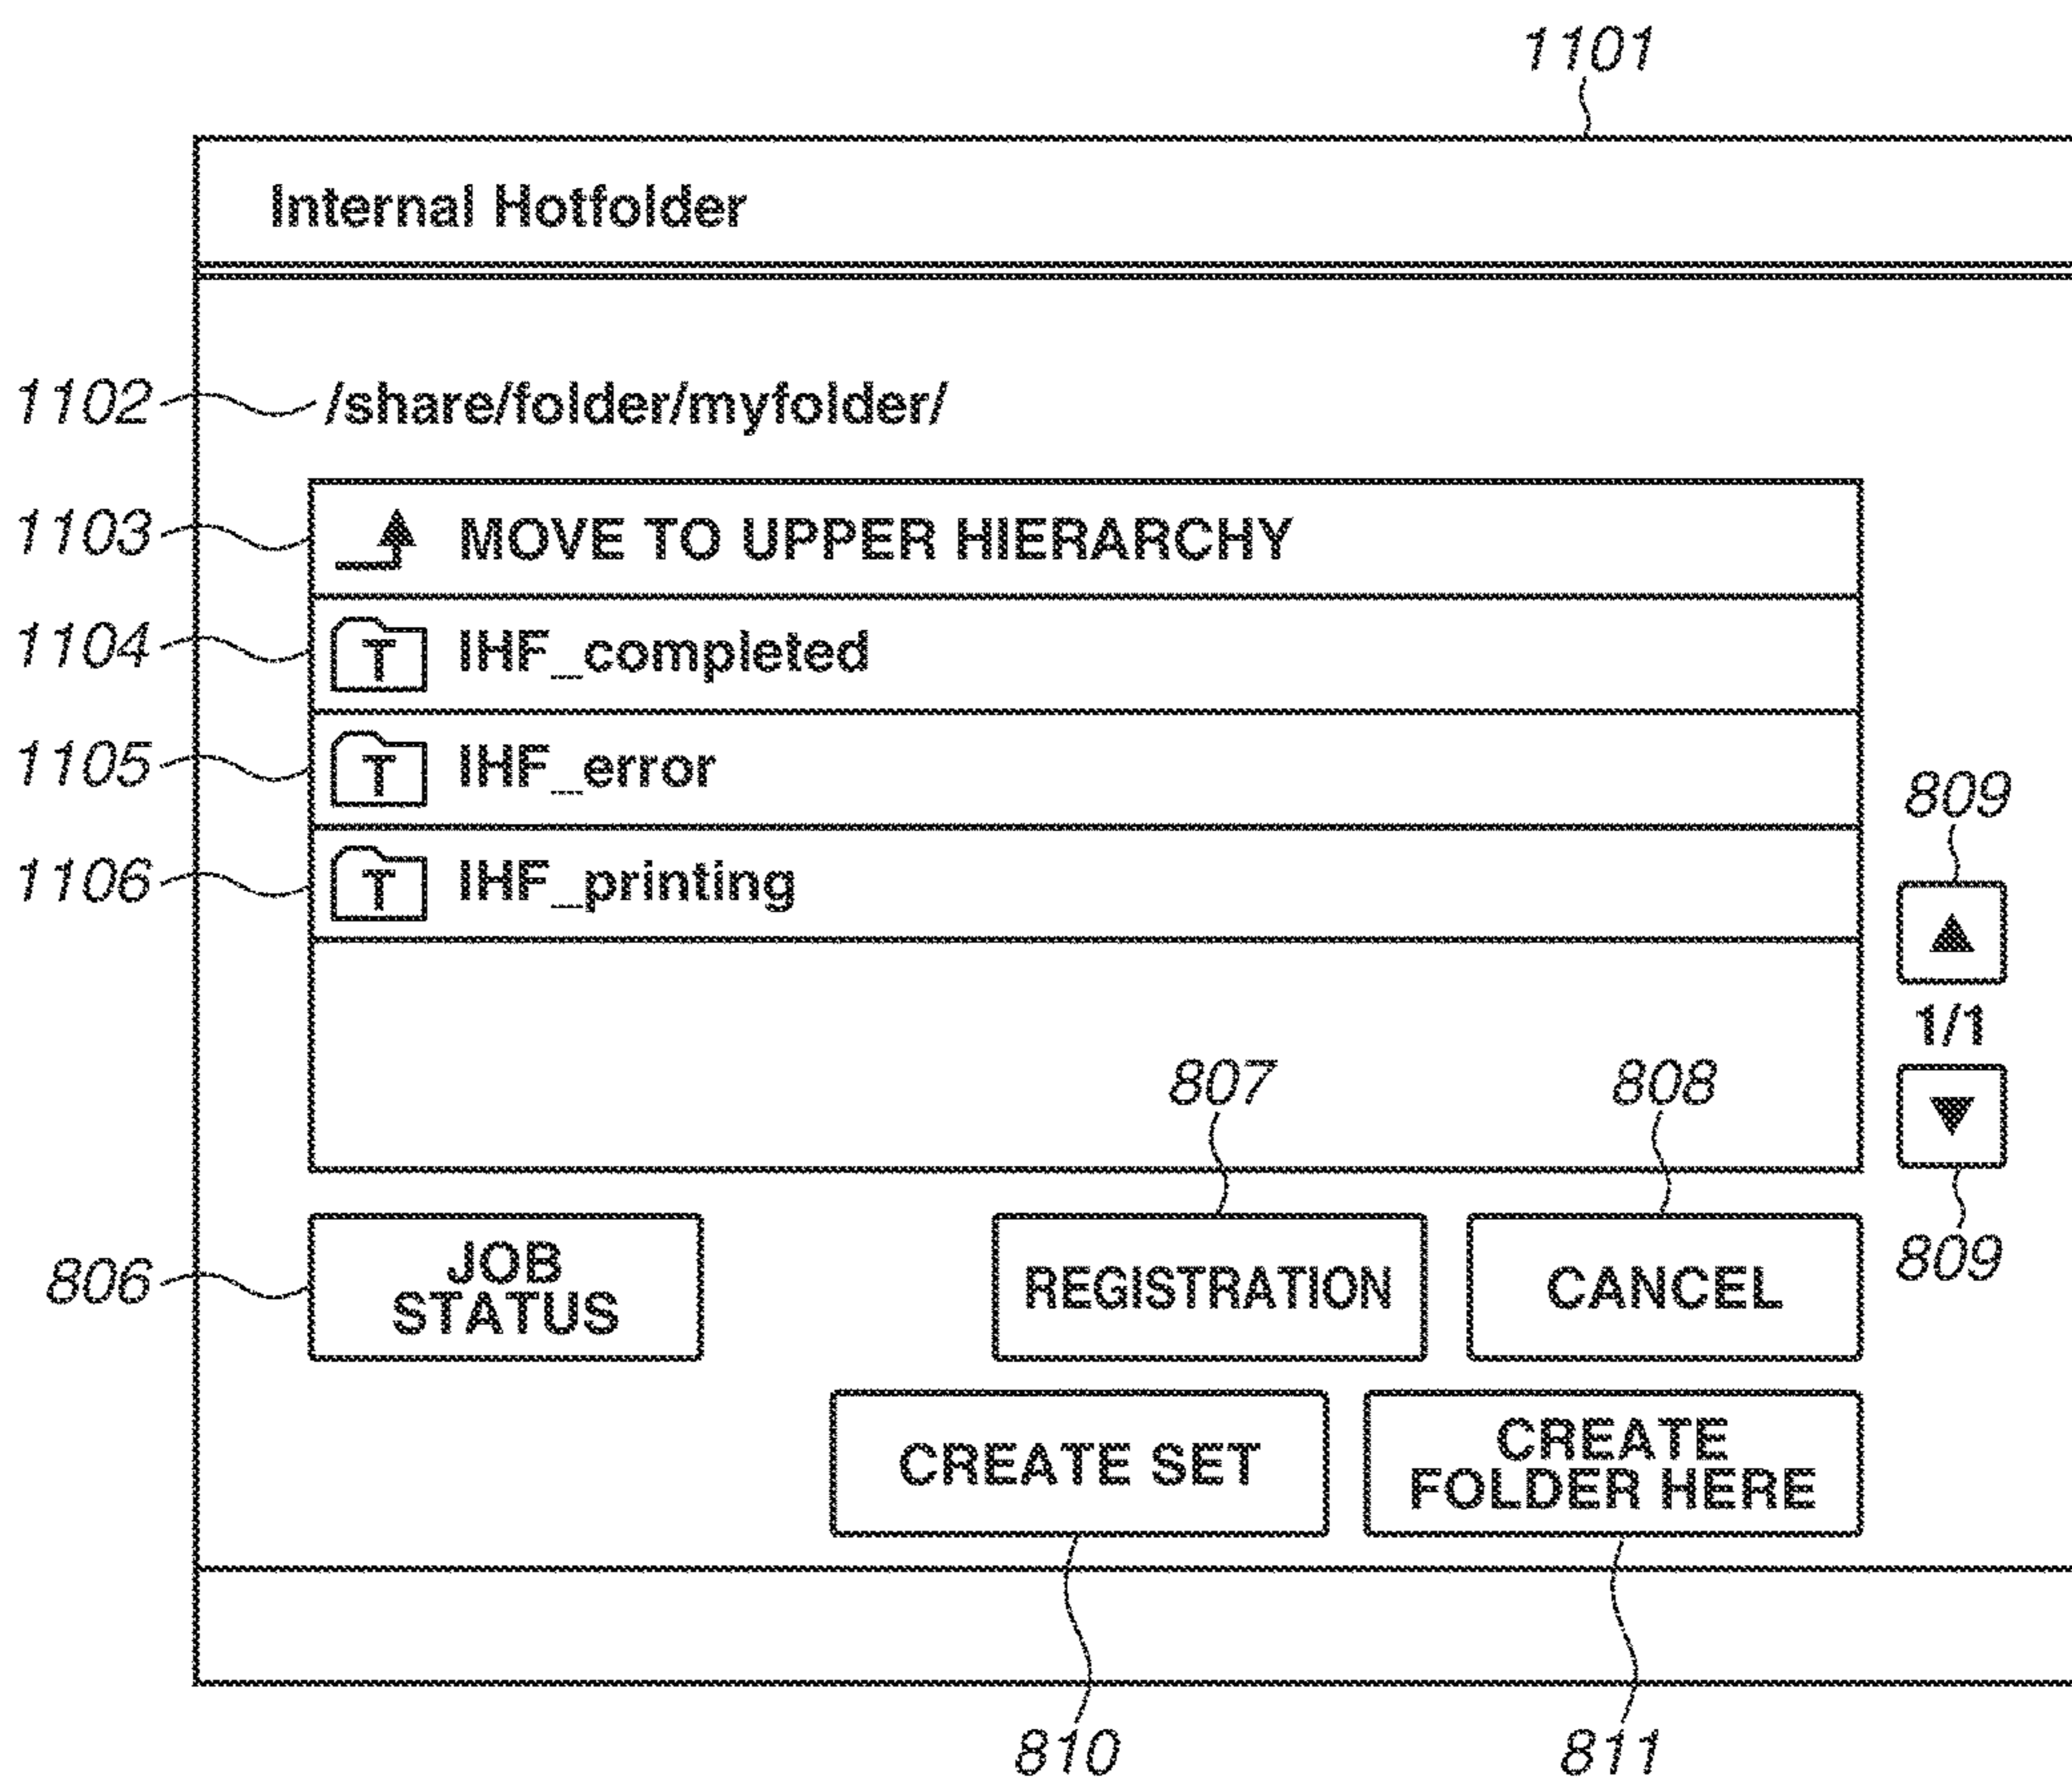 1101
Internal Hotfolder
1102 /share/folder/myfolder/
1103 MOVE TO UPPER HIERARCHY
1104 T IHF_completed
1105 T IHF_error
809
1106 T IHF_printing
1/1
807 808
806 JOB
STATUS
REGISTRATION
CANCEL
809
CREATE SET
CREATE
FOLDER HERE
810 811